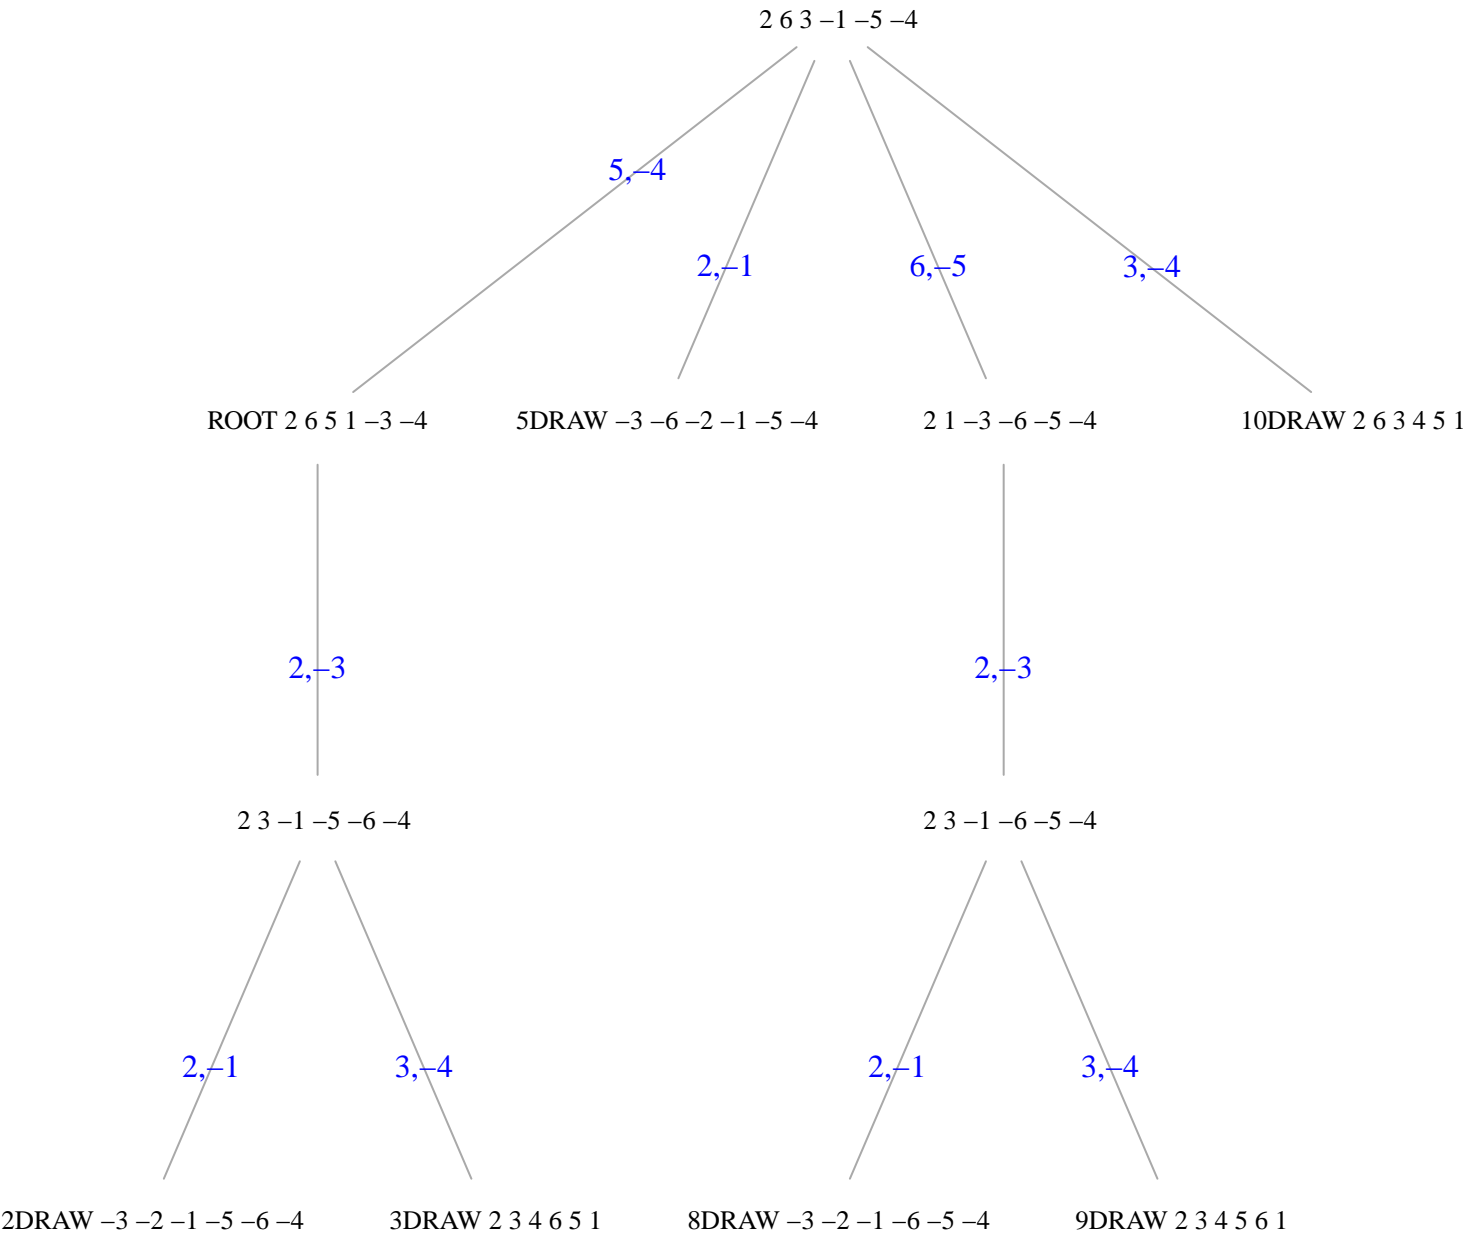 2 6 3 –1 –5 –4
5,–4
2,–1
6,–5
3,–4
ROOT 2 6 5 1 –3 –4
5DRAW –3 –6 –2 –1 –5 –4
2 1 –3 –6 –5 –4
10DRAW 2 6 3 4 5 1
2,–3
2,–3
2 3 –1 –5 –6 –4
2 3 –1 –6 –5 –4
2,–1
3,–4
2,–1
3,–4
2DRAW –3 –2 –1 –5 –6 –4
3DRAW 2 3 4 6 5 1
8DRAW –3 –2 –1 –6 –5 –4
9DRAW 2 3 4 5 6 1